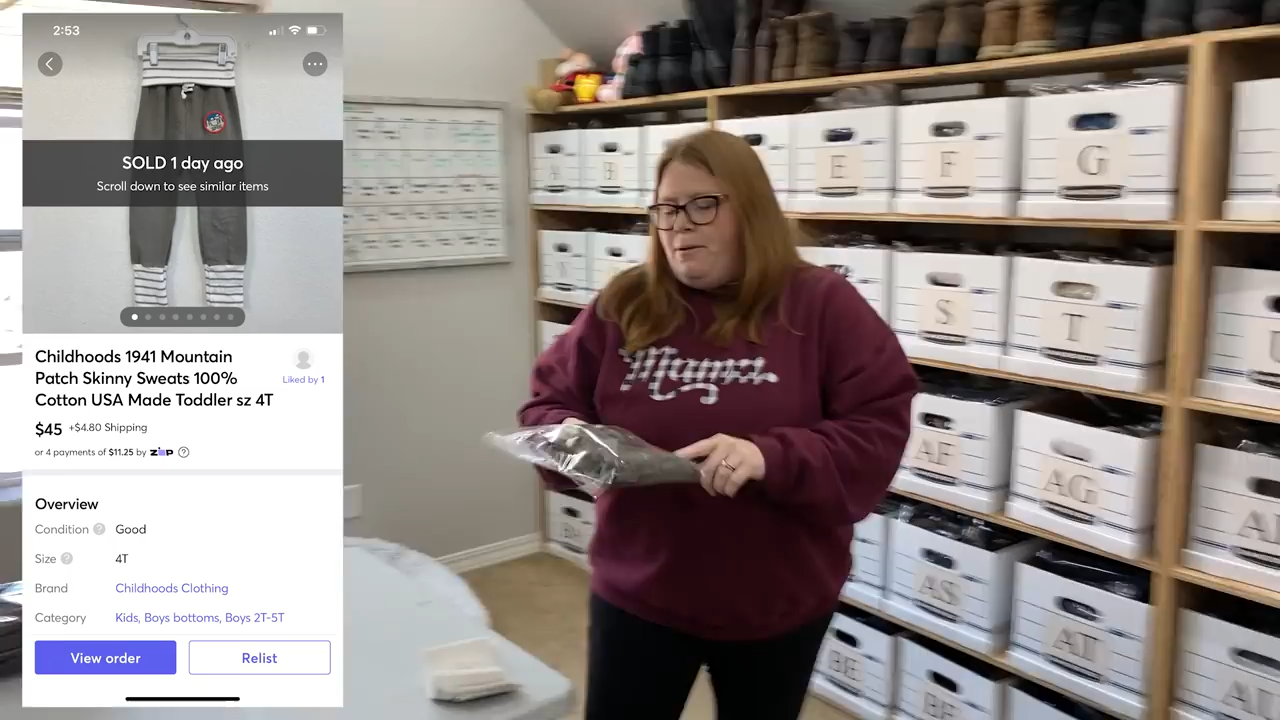 2:53
SOLD 1 day ago
Scroll down to see similar items
Childhoods 1941 Mountain
Patch Skinny Sweats 100%
Cotton USA Made Toddler sz 4T
Liked by 1
$45 +$4.80 Shipping
or 4 payments of $11.25 by ZIP ?
Overview
Condition ? Good
Size ? 4T
Brand Childhoods Clothing
Category Kids, Boys bottoms, Boys 2T-5T
View order
Relist
Mama
E
F
G
S
T
AF
AG
AS
AT
BE